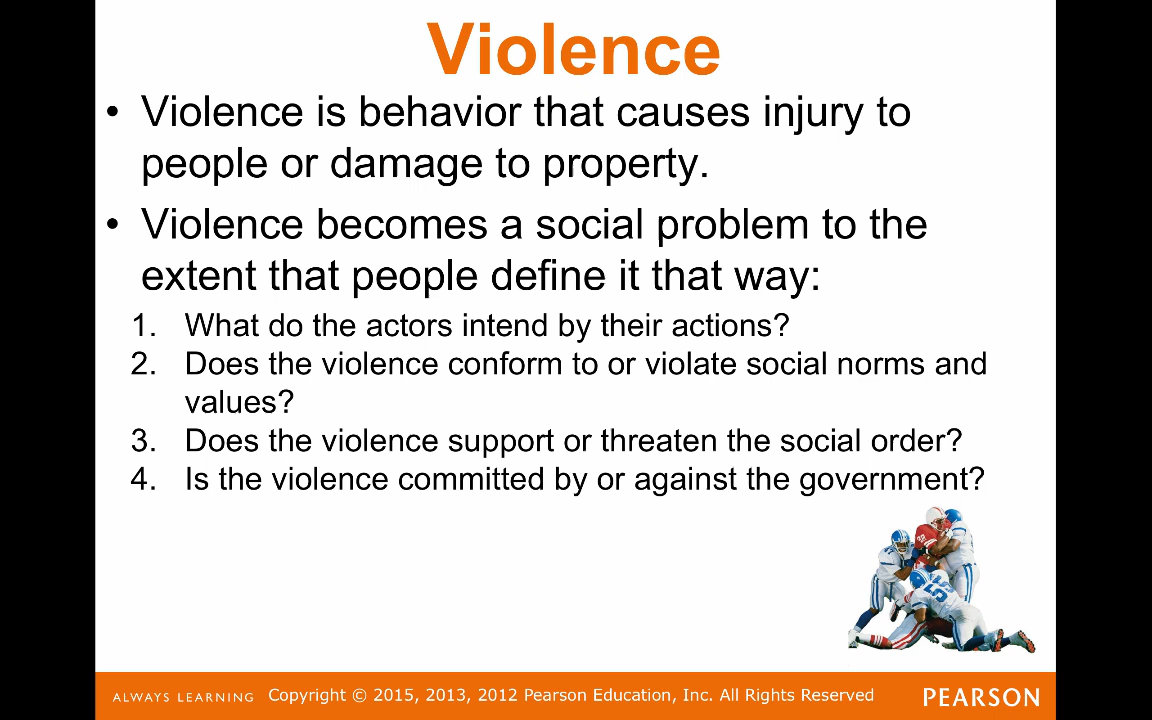 Violence
• Violence is behavior that causes injury to
people or damage to property.
• Violence becomes a social problem to the
extent that people define it that way:
1. What do the actors intend by their actions?
2. Does the violence conform to or violate social norms and
values?
3. Does the violence support or threaten the social order?
4. Is the violence committed by or against the government?
ALWAYS LEARNING Copyright © 2015, 2013, 2012 Pearson Education, Inc. All Rights Reserved PEARSON